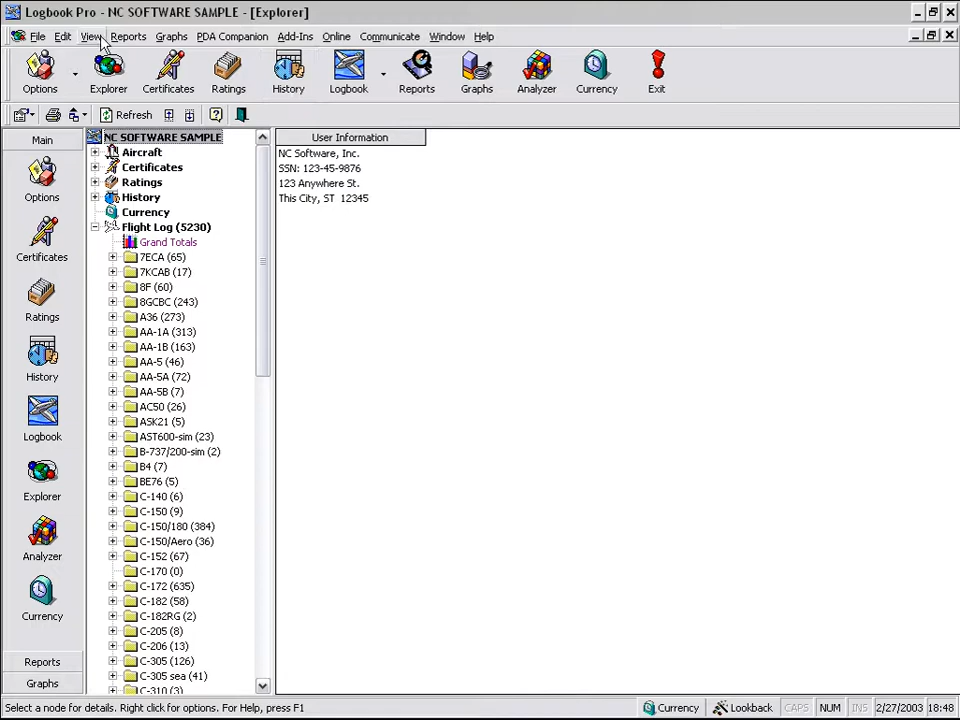 Logbook Pro - NC SOFTWARE SAMPLE - [Explorer]
File Edit View Reports Graphs PDA Companion Add-Ins Online Communicate Window Help
Options Explorer Certificates Ratings History Logbook Reports Graphs Analyzer Currency Exit
Refresh
Main
Options
Certificates
Ratings
History
Logbook
Explorer
Analyzer
Currency
Reports
Graphs
NC SOFTWARE SAMPLE
Aircraft
Certificates
Ratings
History
Currency
Flight Log (5230)
Grand Totals
7ECA (65)
7KCAB (17)
8F (60)
8GCBC (243)
A36 (273)
AA-1A (313)
AA-1B (163)
AA-5 (46)
AA-5A (72)
AA-5B (7)
AC50 (26)
ASK21 (5)
AST600-sim (23)
B-737/200-sim (2)
B4 (7)
BE76 (5)
C-140 (6)
C-150 (9)
C-150/180 (384)
C-150/Aero (36)
C-152 (67)
C-170 (0)
C-172 (635)
C-182 (58)
C-182RG (2)
C-205 (8)
C-206 (13)
C-305 (126)
C-305 sea (41)
C-310 (3)
User Information
NC Software, Inc.
SSN: 123-45-9876
123 Anywhere St.
This City, ST 12345
Select a node for details. Right click for options. For Help, press F1
Currency Lookback CAPS NUM INS 2/27/2003 18:48